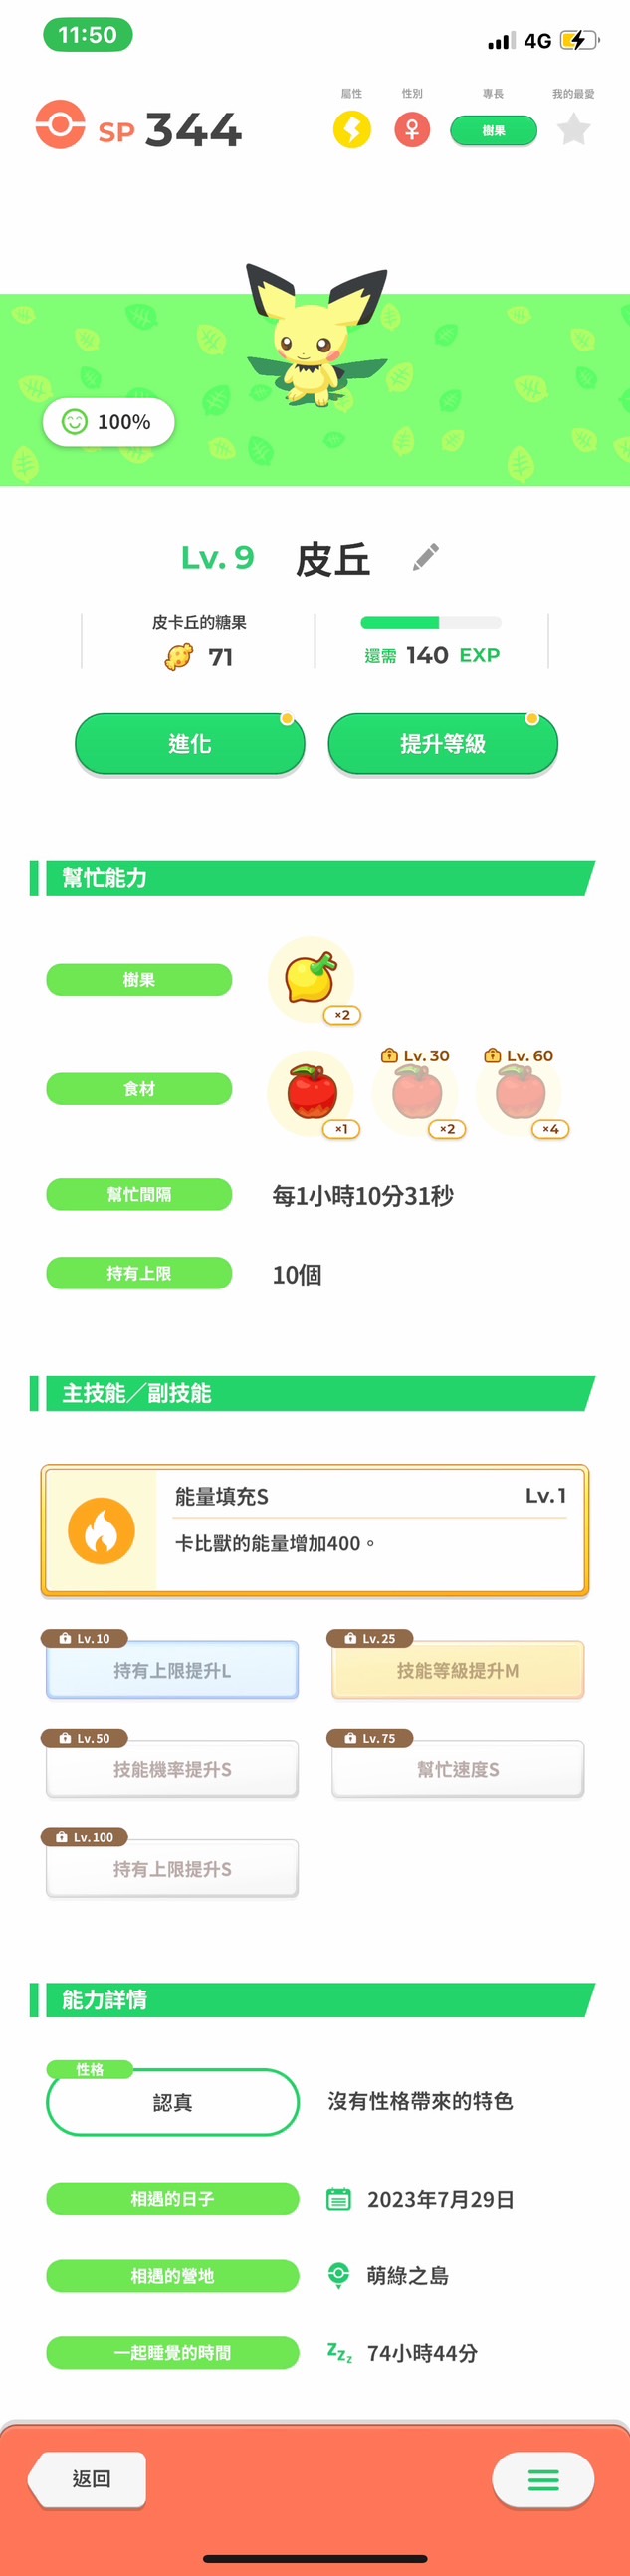 11:50
4G
屬性 性別 專長 我的最愛
SP 344
樹果
100%
Lv. 9 皮丘
皮卡丘的糖果
71
還需 140 EXP
進化 提升等級
幫忙能力
樹果
×2
Lv.30 Lv.60
食材
×1 ×2 ×4
幫忙間隔 每1小時10分31秒
持有上限 10個
主技能／副技能
能量填充S Lv.1
卡比獸的能量增加400。
Lv.10 Lv.25
持有上限提升L 技能等級提升M
Lv.50 Lv.75
技能機率提升S 幫忙速度S
Lv.100
持有上限提升S
能力詳情
性格
認真 沒有性格帶來的特色
相遇的日子 2023年7月29日
相遇的營地 萌綠之島
一起睡覺的時間 zzz 74小時44分
返回